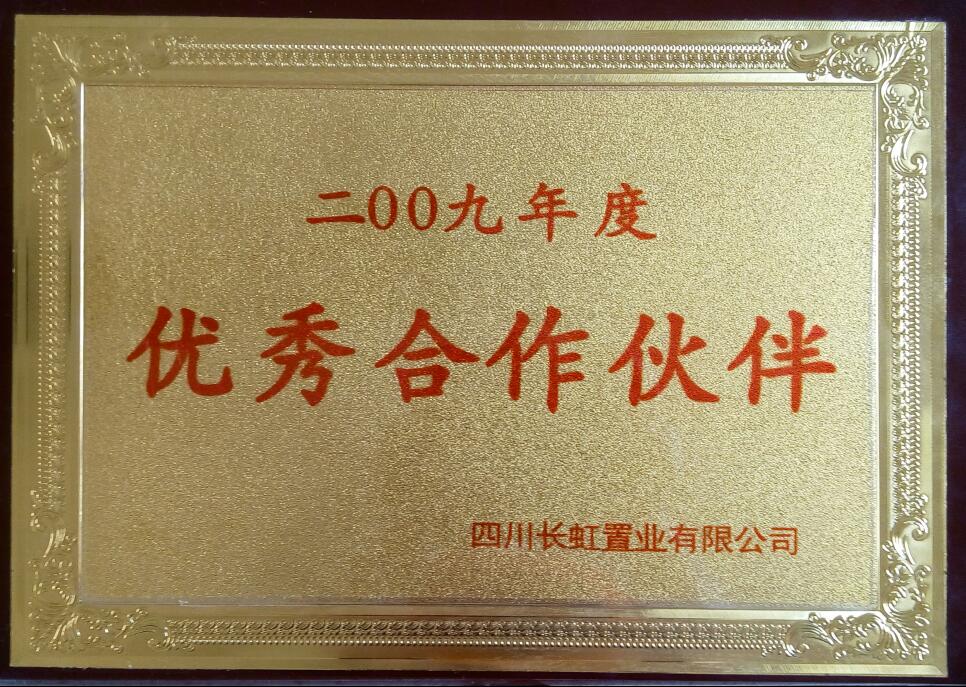 二00九年度
优秀合作伙伴
四川长虹置业有限公司